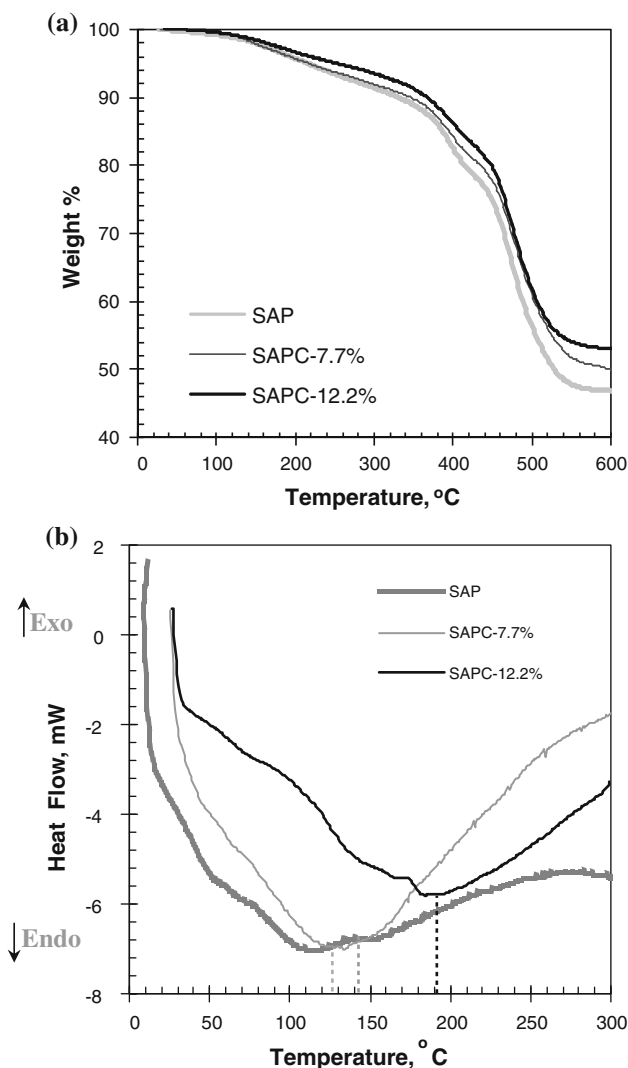 (a)
100
90
80
70
60
50
40
Weight %
SAP
SAPC-7.7%
SAPC-12.2%
0 100 200 300 400 500 600
Temperature, ºC
(b)
2
0
-2
-4
-6
-8
Exo
Endo
Heat Flow, mW
SAP
SAPC-7.7%
SAPC-12.2%
0 50 100 150 200 250 300
Temperature, °C